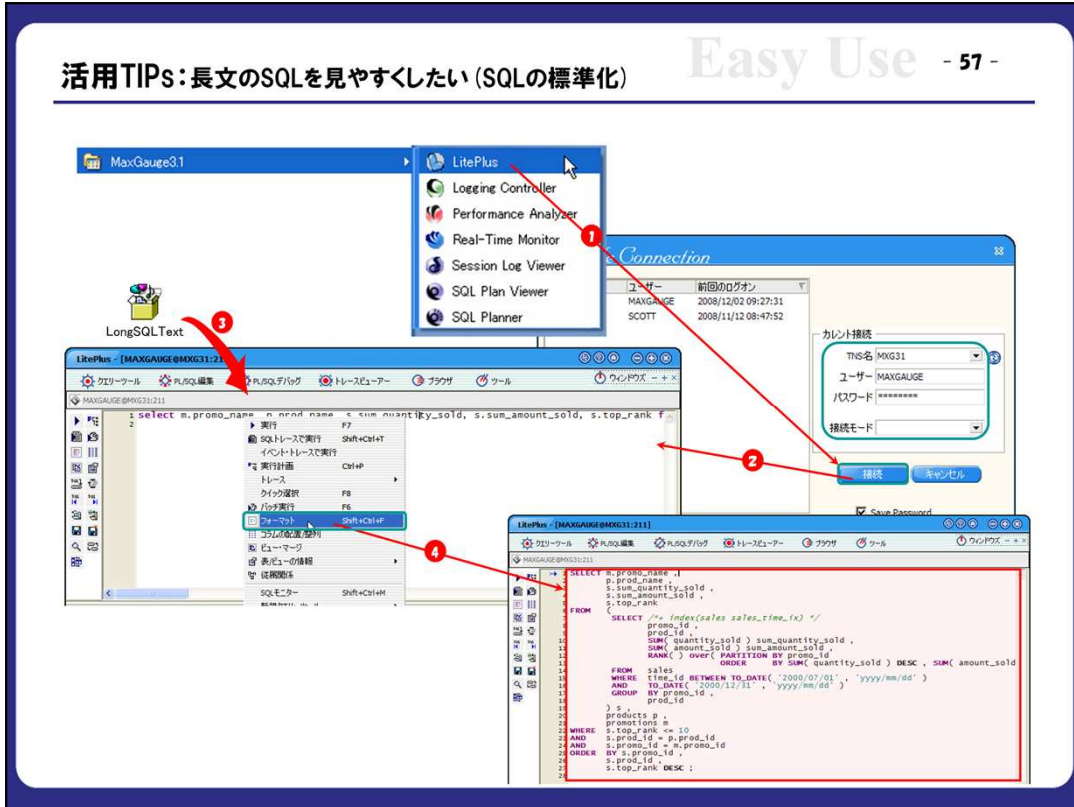 Easy Use
- 57 -
活用TIPs:長文のSQLを見やすくしたい(SQLの標準化)
MaxGauge3.1
LitePlus
Logging Controller
Performance Analyzer
Real-Time Monitor
Session Log Viewer
SQL Plan Viewer
SQL Planner
1
Connection
ユーザー 前回のログオン
MAXGAUGE 2008/12/02 09:27:31
SCOTT 2008/11/12 08:47:52
カレント接続
TNS名 MXG31
ユーザー MAXGAUGE
パスワード ********
接続モード
接続 キャンセル
Save Password
2
LongSQLText
3
LitePlus - [MAXGAUGE@MXG31:21
クエリーツール PL/SQL編集 PL/SQLデバッグ トレースビューアー ブラウザ ツール ウィンドウズ
MAXGAUGE@MXG31:211
1 select m.promo_name, p.prod_name, s.sum_quantity_sold, s.sum_amount_sold, s.top_rank f
2
実行 F7
SQLトレースで実行 Shift+Ctrl+T
イベント・トレースで実行
実行計画 Ctrl+P
トレース
クイック選択 F8
バッチ実行 F6
フォーマット Shift+Ctrl+F
コラムの配置/整列
ビュー・マージ
表/ビューの情報
従属関係
SQLモニター Shift+Ctrl+M
4
LitePlus - [MAXGAUGE@MXG31:211]
クエリーツール PL/SQL編集 PL/SQLデバッグ トレースビューアー ブラウザ ツール ウィンドウズ
MAXGAUGE@MXG31:211
SELECT m.promo_name ,
p.prod_name ,
s.sum_quantity_sold ,
s.sum_amount_sold ,
s.top_rank
FROM (
SELECT /*+ index(sales sales_time_ix) */
promo_id ,
prod_id ,
SUM( quantity_sold ) sum_quantity_sold ,
SUM( amount_sold ) sum_amount_sold ,
RANK( ) over( PARTITION BY promo_id
ORDER BY SUM( quantity_sold ) DESC , SUM( amount_sold
FROM sales
WHERE time_id BETWEEN TO_DATE( '2000/07/01' , 'yyyy/mm/dd' )
AND TO_DATE( '2000/12/31' , 'yyyy/mm/dd' )
GROUP BY promo_id ,
prod_id
) s ,
products p ,
promotions m
WHERE s.top_rank <= 10
AND s.prod_id = p.prod_id
AND s.promo_id = m.promo_id
ORDER BY s.promo_id ,
s.prod_id ,
s.top_rank DESC ;